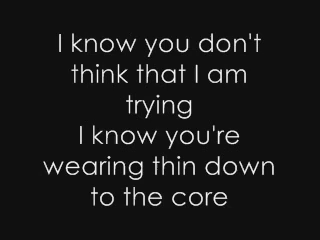 I know you don't
think that I am
trying
I know you're
wearing thin down
to the core